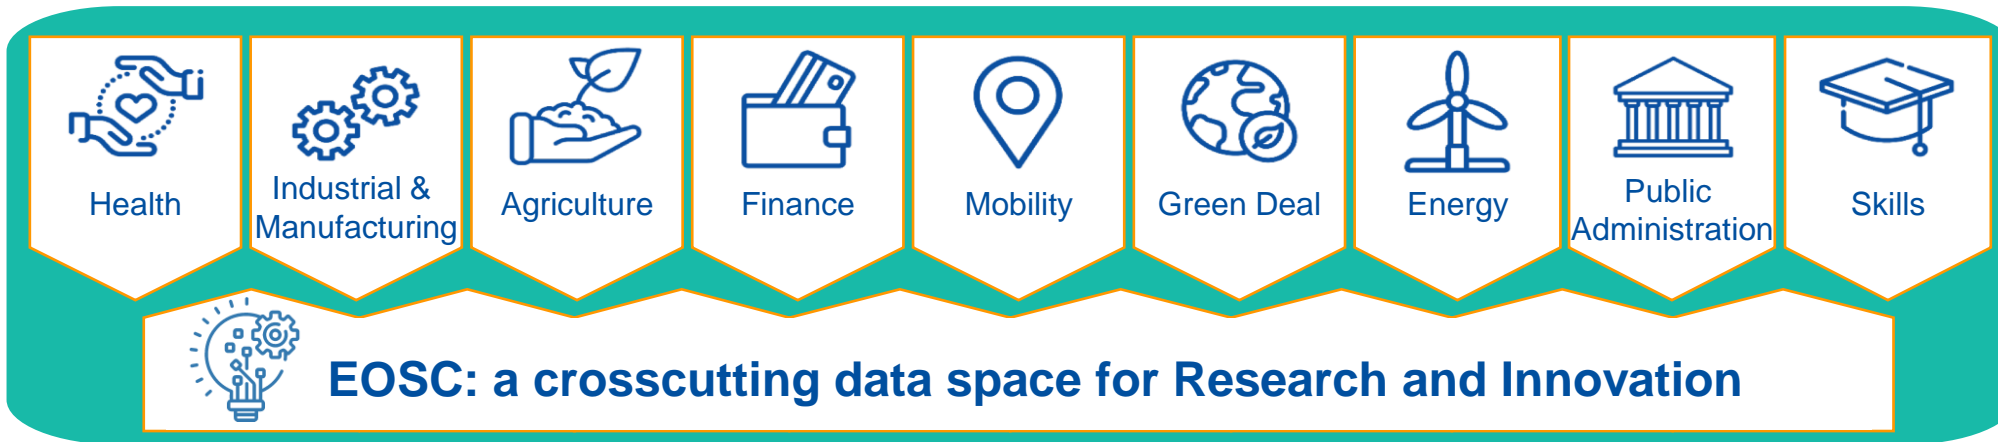 Health
Industrial &
Manufacturing
Agriculture
Finance
Mobility
Green Deal
Energy
Public
Administration
Skills
EOSC: a crosscutting data space for Research and Innovation